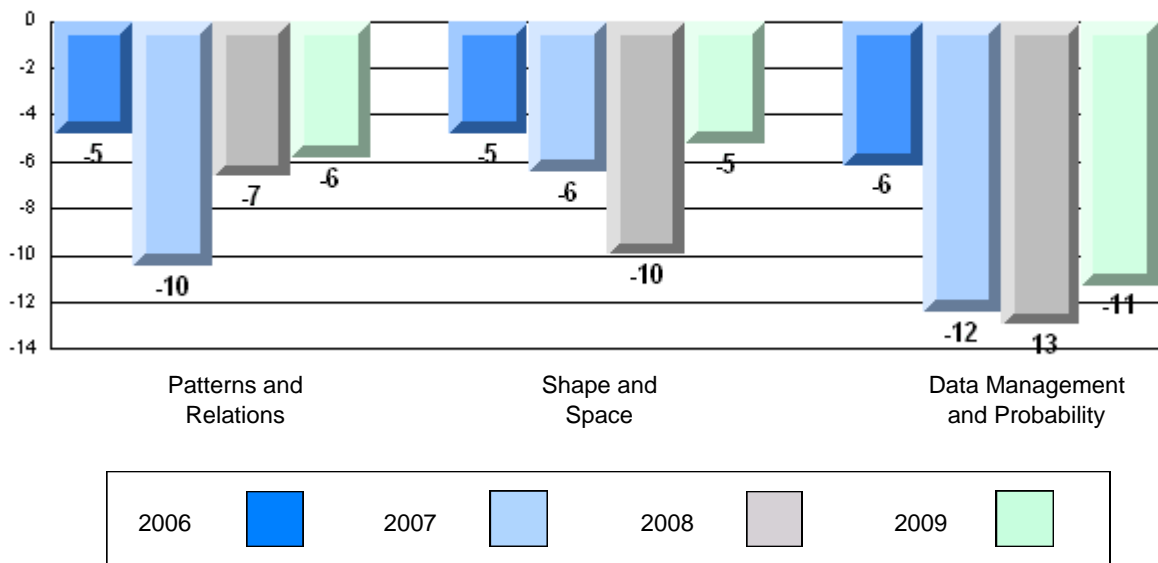 0
-2
-4
-6
-8
-10
-12
-14
-5
-10
-7
-6
-5
-6
-10
-5
-6
-12
13
-11
Patterns and
Relations
Shape and
Space
Data Management
and Probability
2006 2007 2008 2009